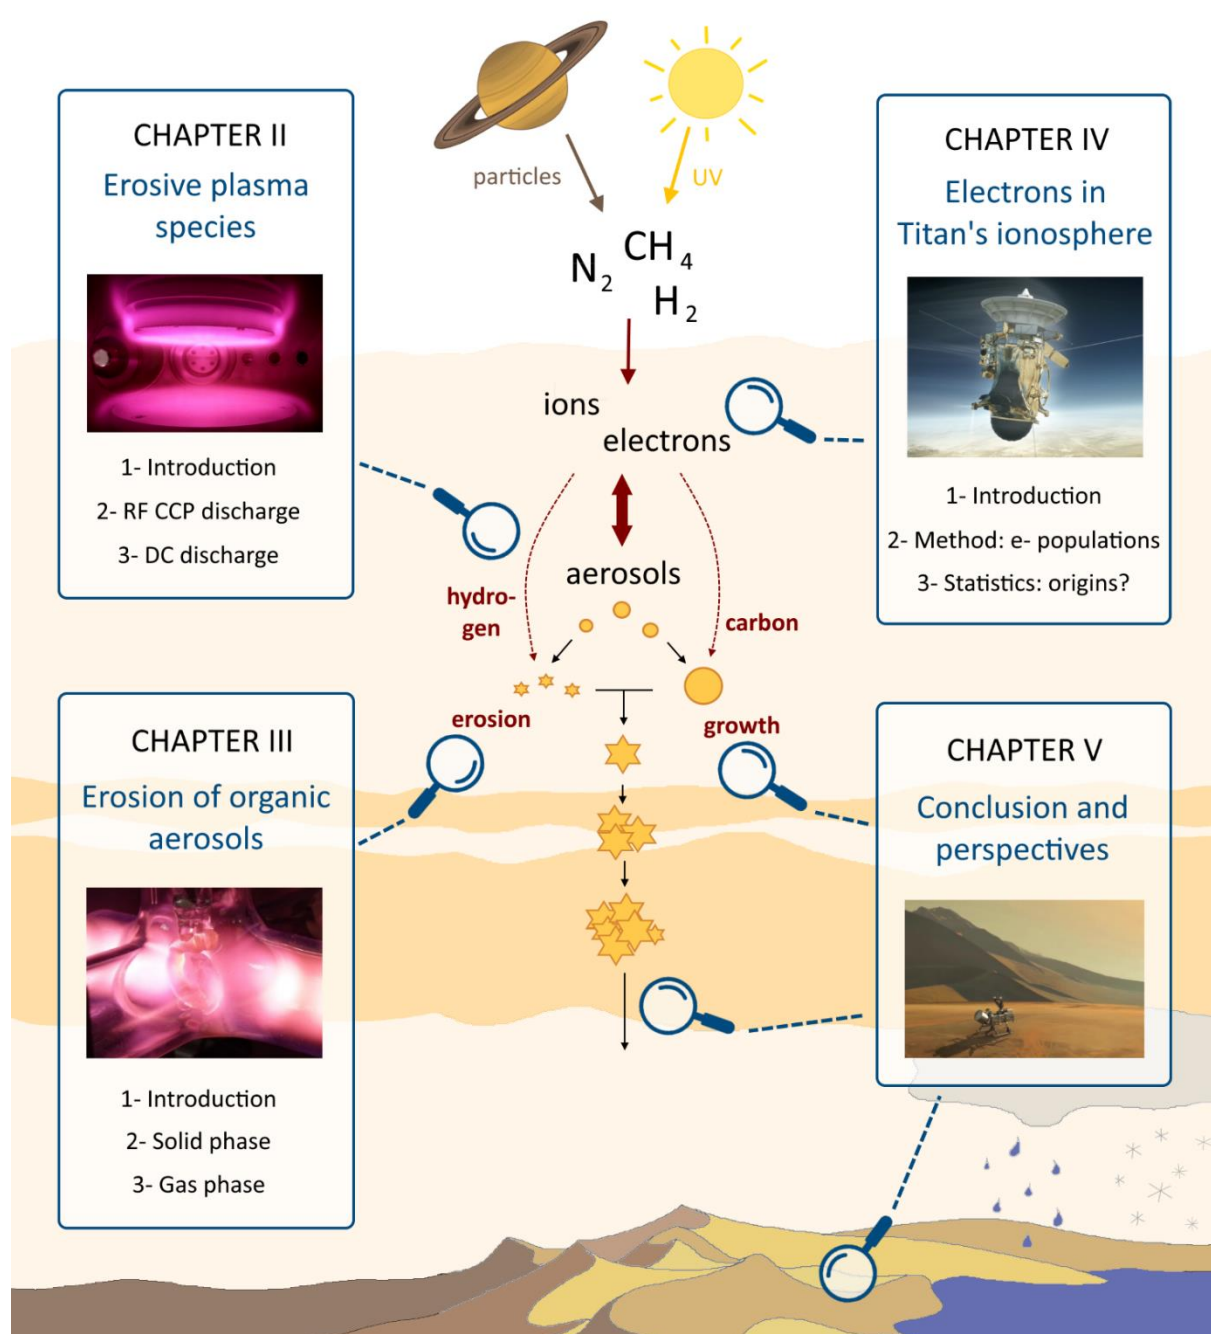 particles
UV
N2
CH4
H2
CHAPTER II
Erosive plasma
species
1- Introduction
2- RF CCP discharge
3- DC discharge
CHAPTER IV
Electrons in
Titan's ionosphere
1- Introduction
2- Method: e- populations
3- Statistics: origins?
ions
electrons
aerosols
hydro-
gen
carbon
erosion
growth
CHAPTER III
Erosion of organic
aerosols
1- Introduction
2- Solid phase
3- Gas phase
CHAPTER V
Conclusion and
perspectives